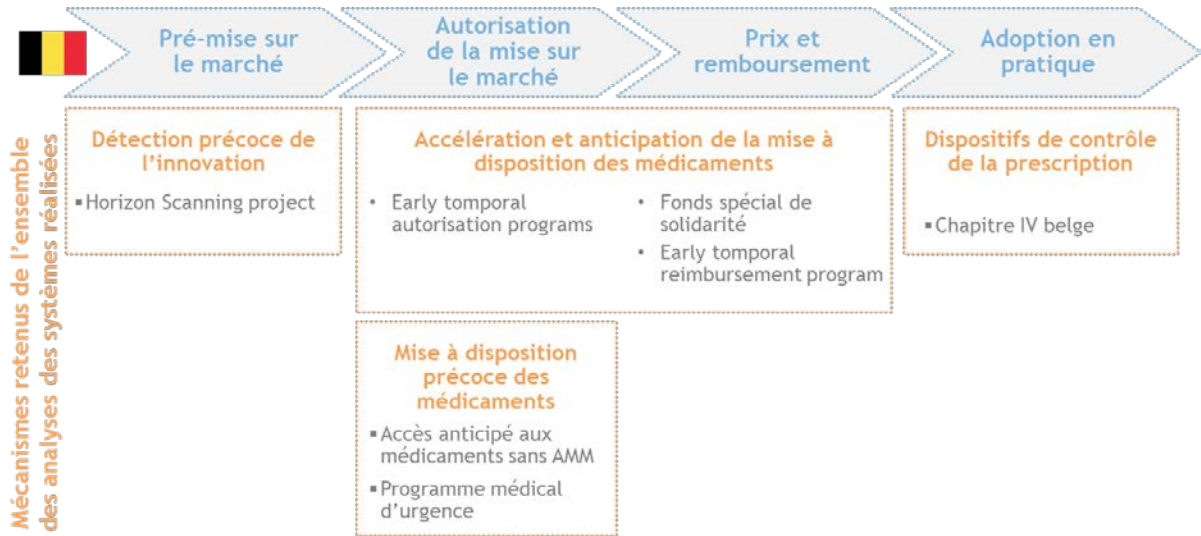 Pré-mise sur
le marché
Autorisation
de la mise sur
le marché
Prix et
remboursement
Adoption en
pratique
Mécanismes retenus de l'ensemble
des analyses des systèmes réalisées
Détection précoce de
l'innovation
▪Horizon Scanning project
Accélération et anticipation de la mise à
disposition des médicaments
• Early temporal
autorisation programs
• Fonds spécial de
solidarité
• Early temporal
reimbursement program
Dispositifs de contrôle
de la prescription
▪Chapitre IV belge
Mise à disposition
précoce des
médicaments
▪Accès anticipé aux
médicaments sans AMM
▪Programme médical
d'urgence